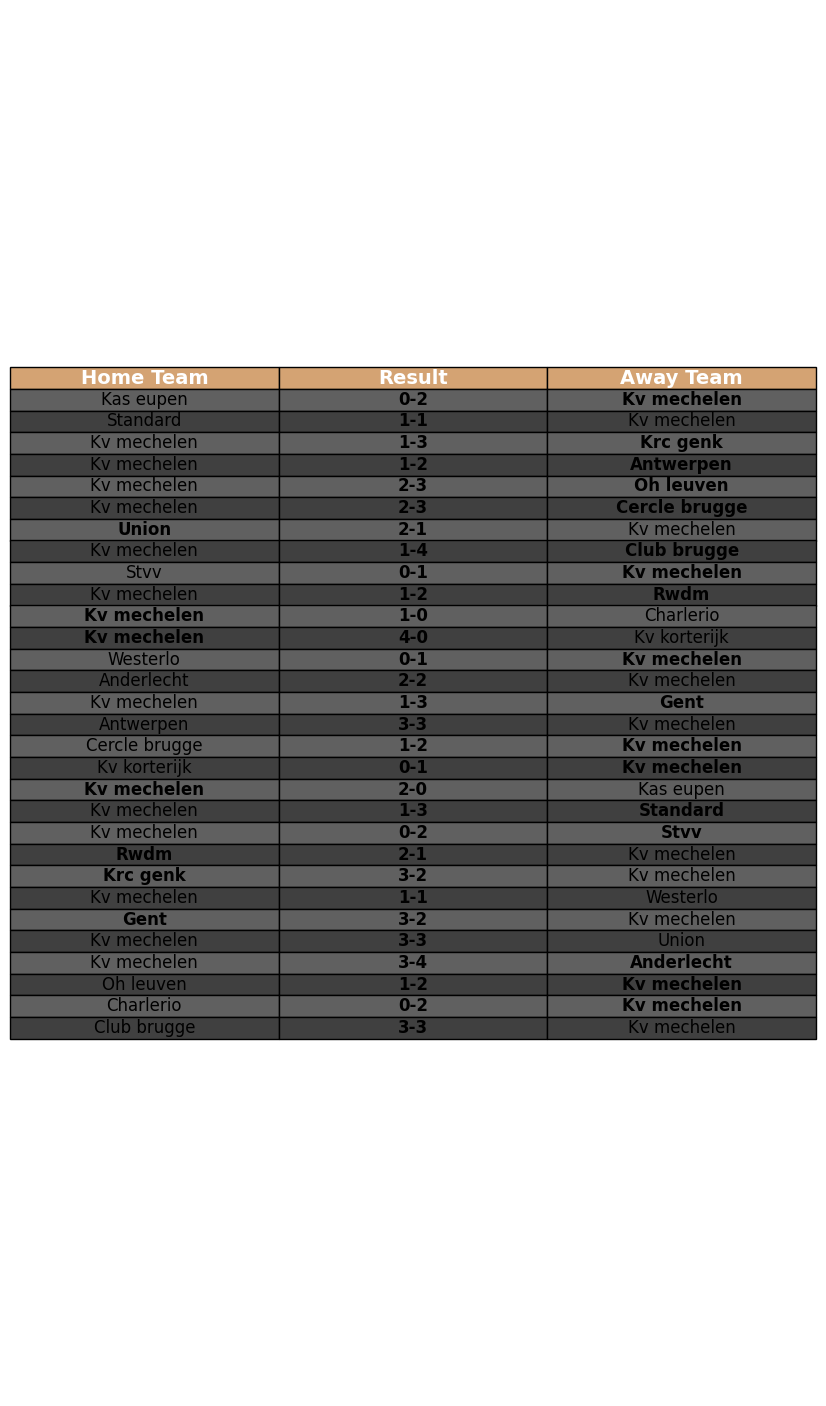 Home Team Result Away Team
Kas eupen 0-2 Kv mechelen
Standard 1-1 Kv mechelen
Kv mechelen 1-3 Krc genk
Kv mechelen 1-2 Antwerpen
Kv mechelen 2-3 Oh leuven
Kv mechelen 2-3 Cercle brugge
Union 2-1 Kv mechelen
Kv mechelen 1-4 Club brugge
Stvv 0-1 Kv mechelen
Kv mechelen 1-2 Rwdm
Kv mechelen 1-0 Charlerio
Kv mechelen 4-0 Kv korterijk
Westerlo 0-1 Kv mechelen
Anderlecht 2-2 Kv mechelen
Kv mechelen 1-3 Gent
Antwerpen 3-3 Kv mechelen
Cercle brugge 1-2 Kv mechelen
Kv korterijk 0-1 Kv mechelen
Kv mechelen 2-0 Kas eupen
Kv mechelen 1-3 Standard
Kv mechelen 0-2 Stvv
Rwdm 2-1 Kv mechelen
Krc genk 3-2 Kv mechelen
Kv mechelen 1-1 Westerlo
Gent 3-2 Kv mechelen
Kv mechelen 3-3 Union
Kv mechelen 3-4 Anderlecht
Oh leuven 1-2 Kv mechelen
Charlerio 0-2 Kv mechelen
Club brugge 3-3 Kv mechelen